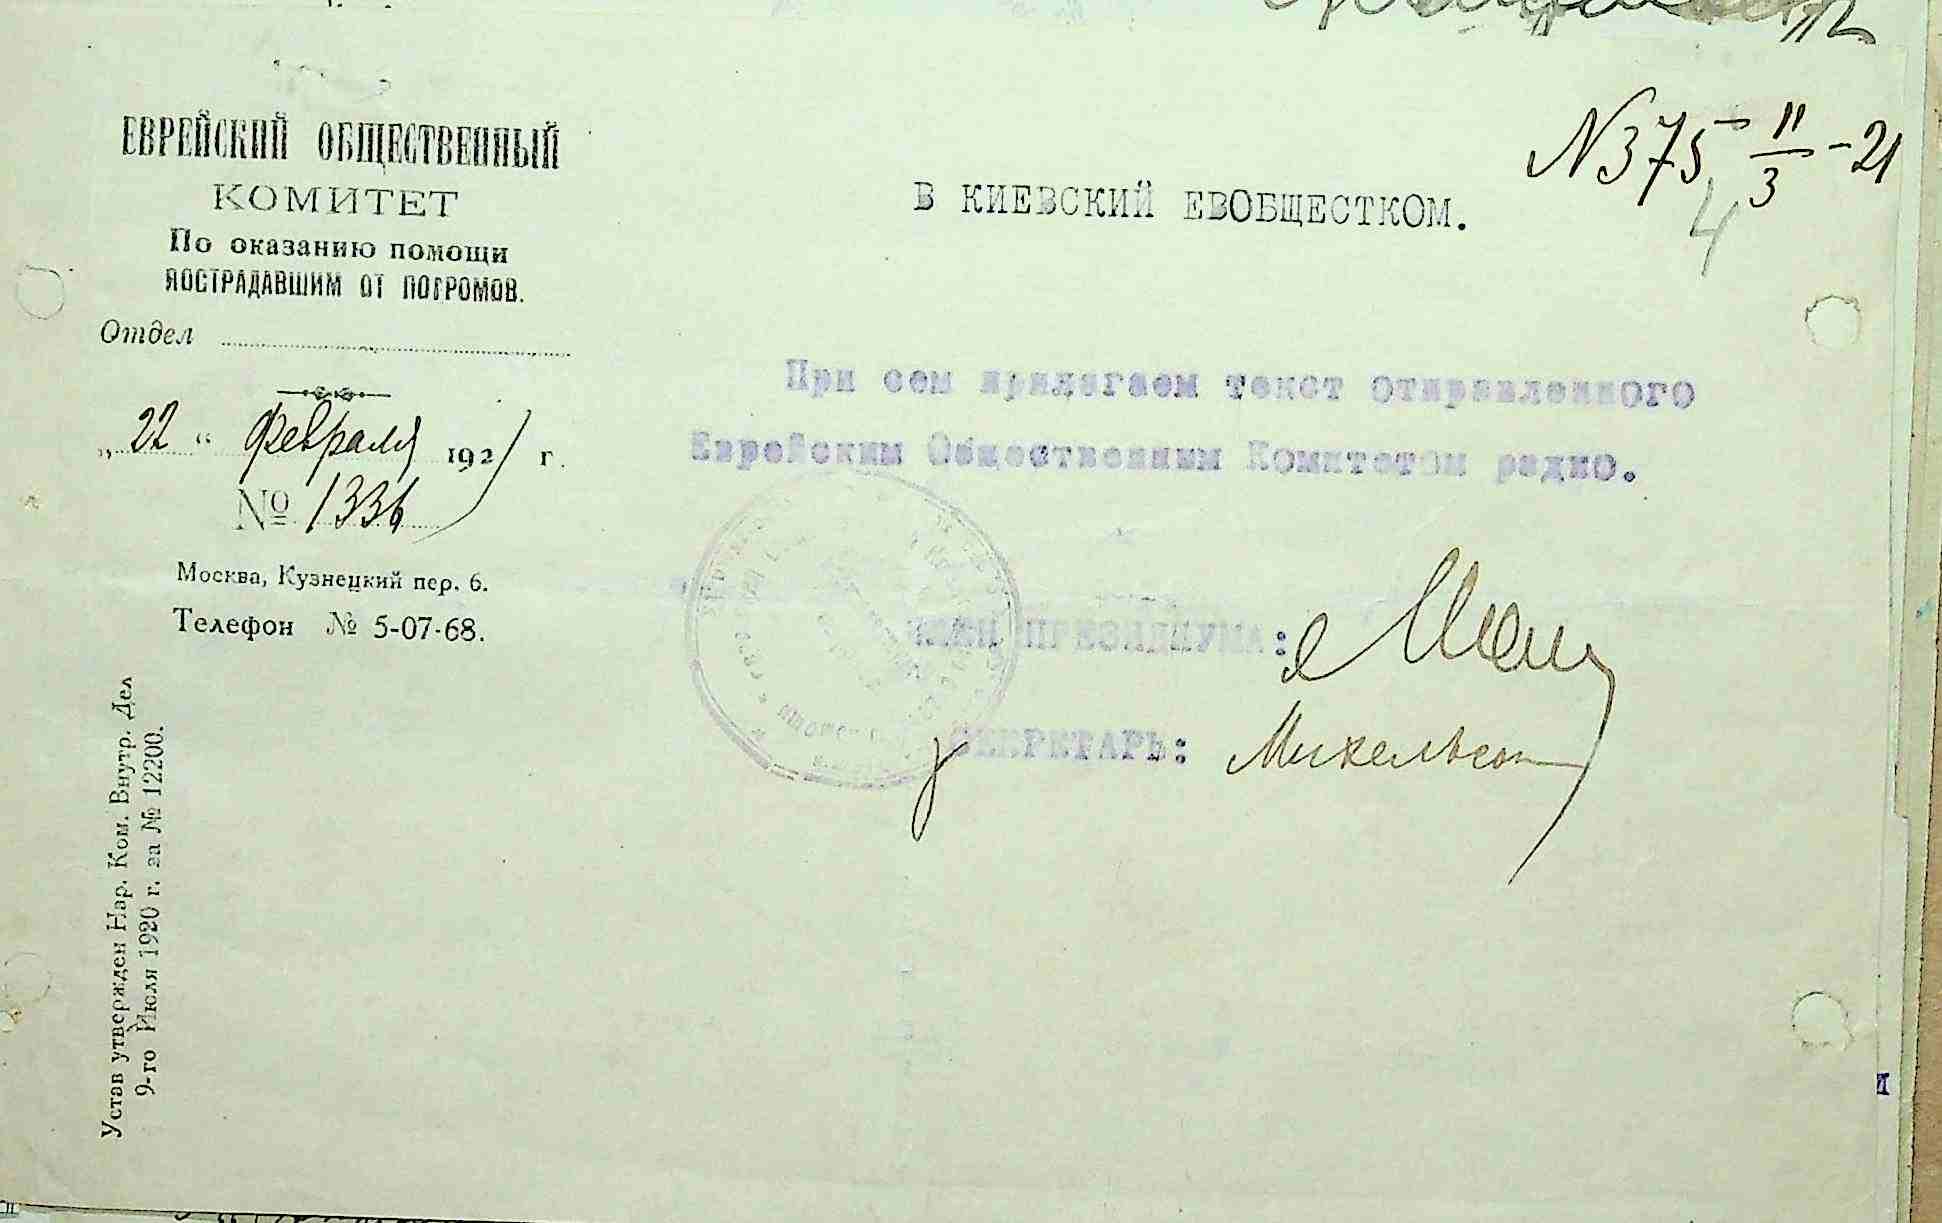 ЕВРЕЙСКИЙ ОБЩЕСТВЕННЫЙ
КОМИТЕТ
По оказанию помощи
ПОСТРАДАВШИМ ОТ ПОГРОМОВ.
Отдел
„22“ февраля 1921 г.
№ 1336
Москва, Кузнецкий пер. 6.
Телефон № 5-07-68.
Устав утвержден Нар. Ком. Внутр. Дел
9-го Июля 1920 г. за № 12200.
N375 11/3 -21
4
В КИЕВСКИЙ ЕВОБЩЕСТКОМ.
При сем прилагаем текст отправленного
Еврейским Общественным Комитетом радио.
ЧЛЕН ПРЕЗИДИУМА:
СЕКРЕТАРЬ: Михельсон